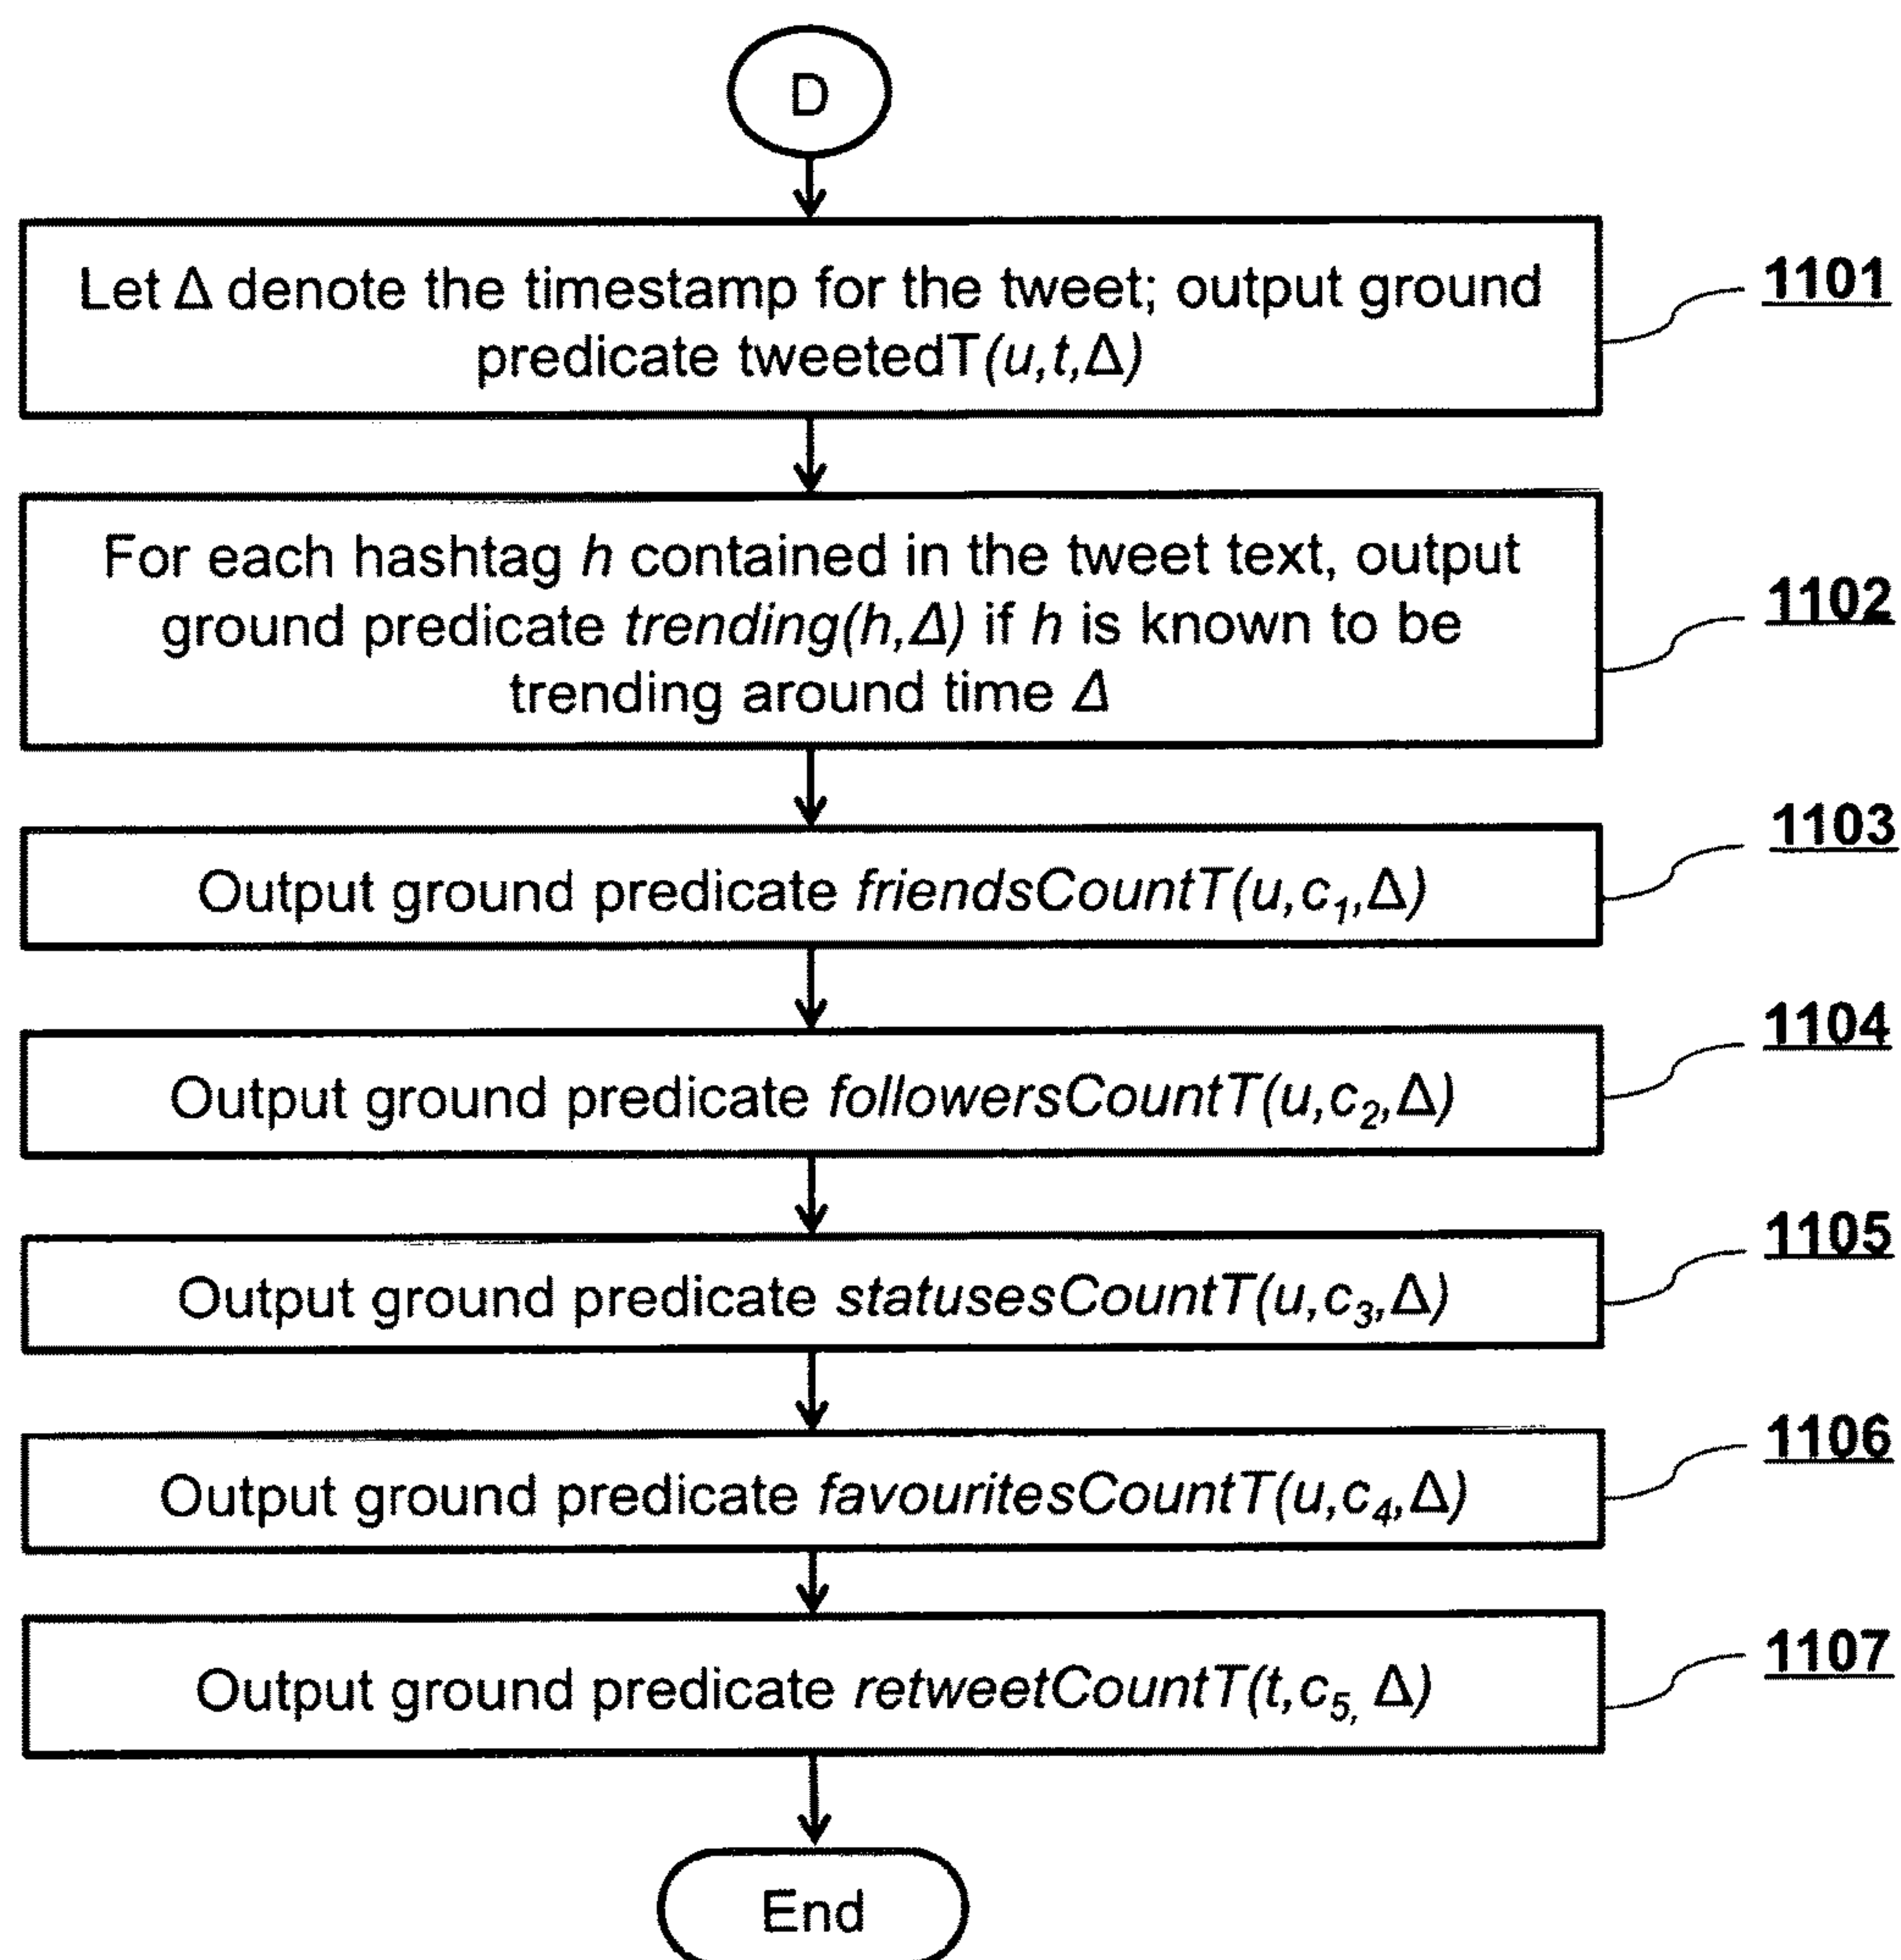 D
Let Δ denote the timestamp for the tweet; output ground
predicate tweetedT(u,t,Δ)
1101
For each hashtag h contained in the tweet text, output
ground predicate trending(h,Δ) if h is known to be
trending around time Δ
1102
Output ground predicate friendsCountT(u,c₁,Δ)
1103
Output ground predicate followersCountT(u,c₂,Δ)
1104
Output ground predicate statusesCountT(u,c₃,Δ)
1105
Output ground predicate favouritesCountT(u,c₄,Δ)
1106
Output ground predicate retweetCountT(t,c₅, Δ)
1107
End